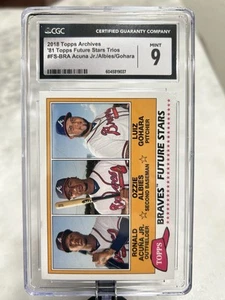 CGC
CERTIFIED GUARANTY COMPANY
2018 Topps Archives
'81 Topps Future Stars Trios
#FS-BRA Acuna Jr./Albies/Gohara
MINT
9
LUIZ
GOHARA
PITCHER
OZZIE
ALBIES
SECOND BASEMAN
RONALD
ACUÑA JR.
OUTFIELDER
BRAVES FUTURE STARS
TOPPS